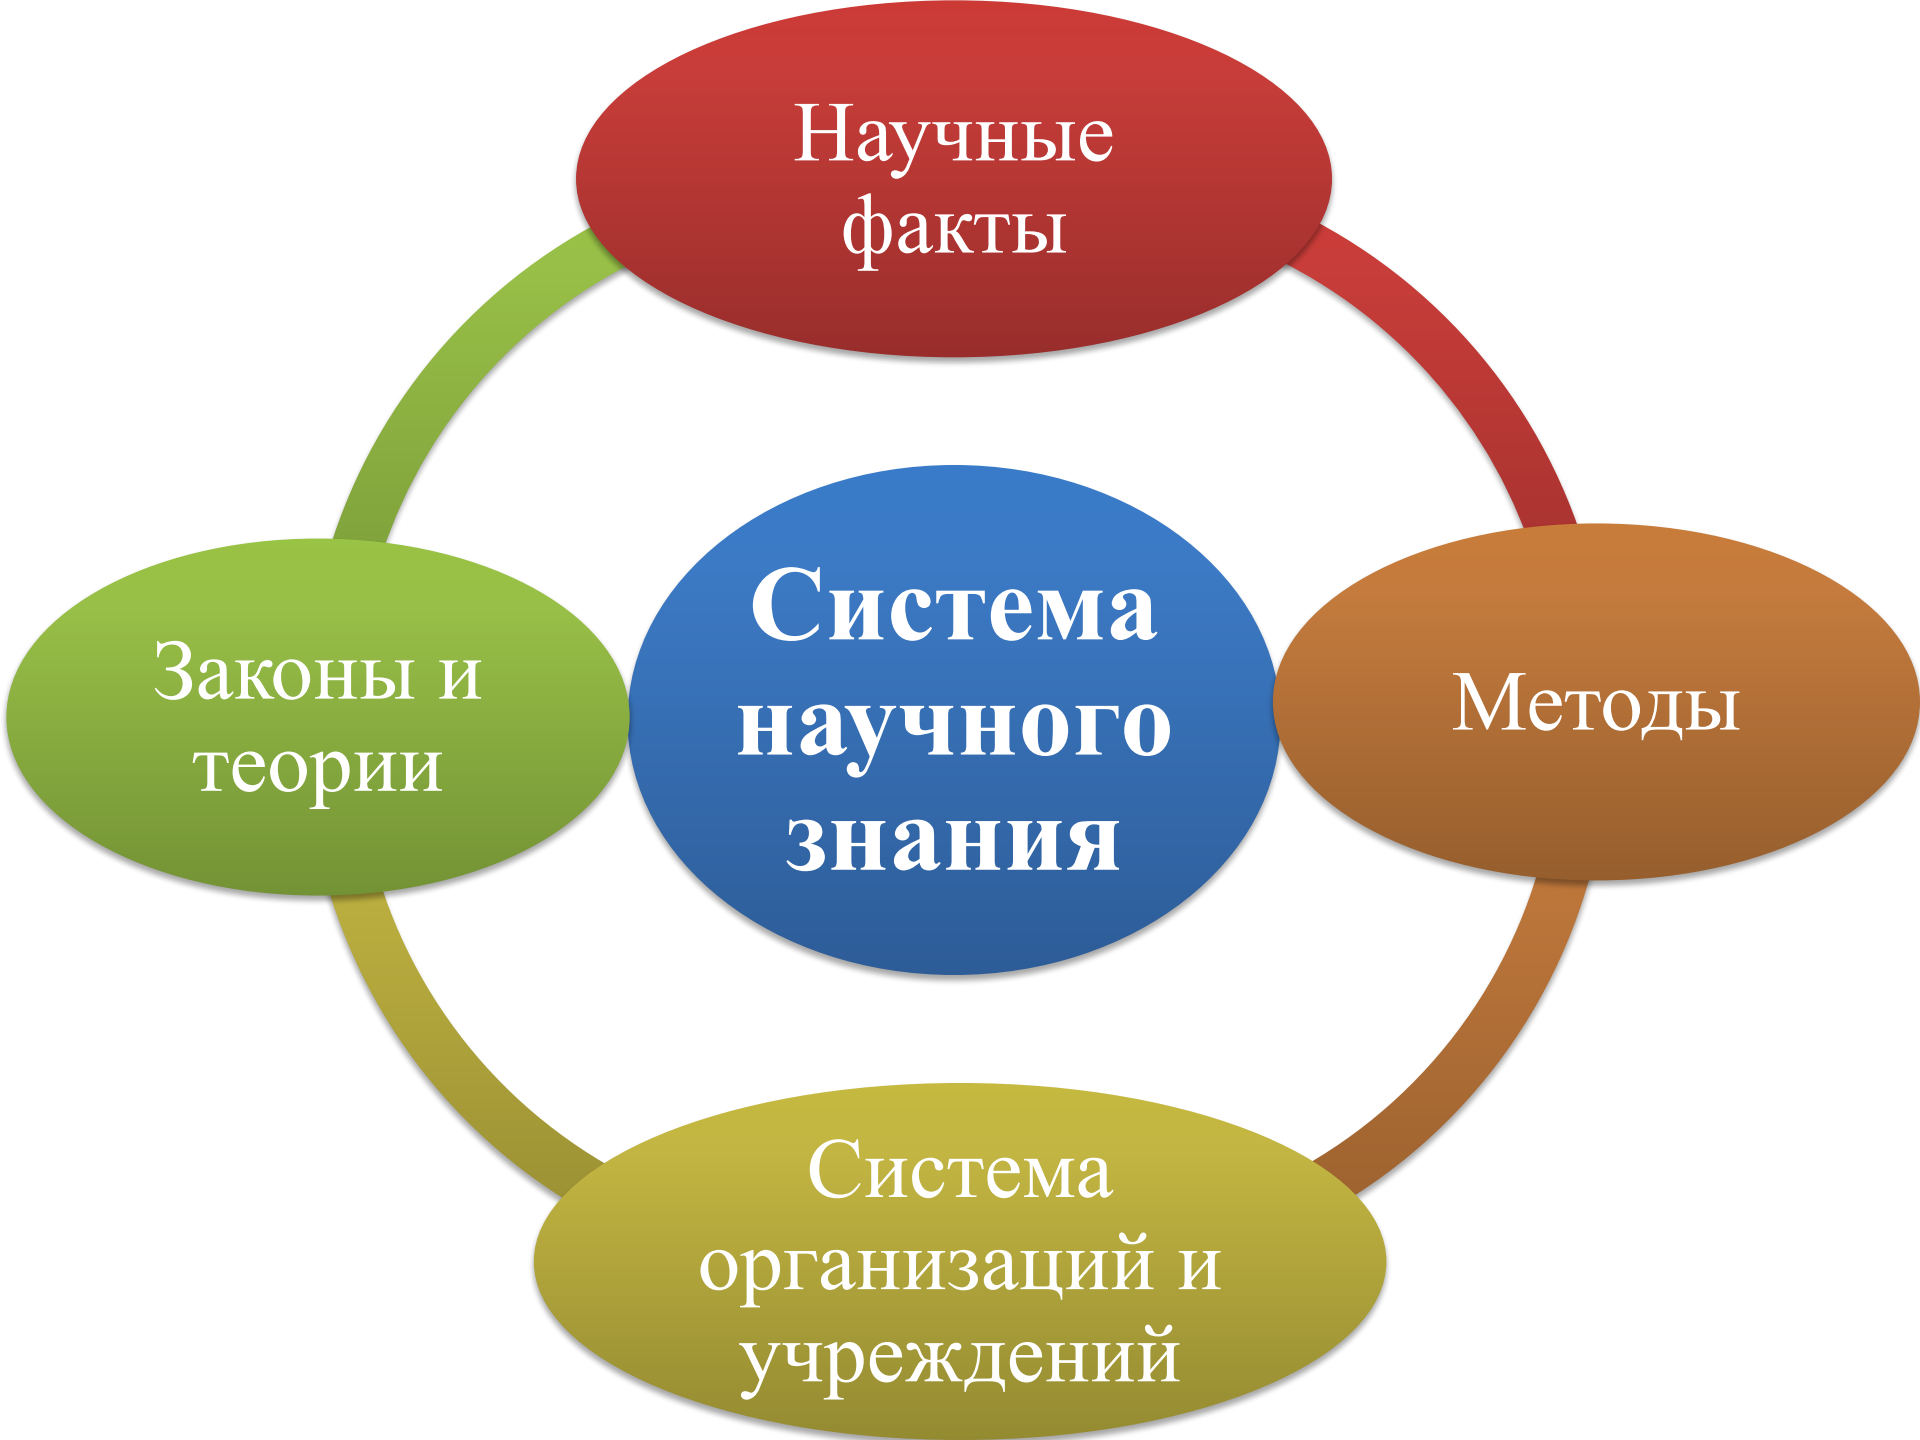 Научные
факты
Законы и
теории
Система
научного
знания
Методы
Система
организаций и
учреждений